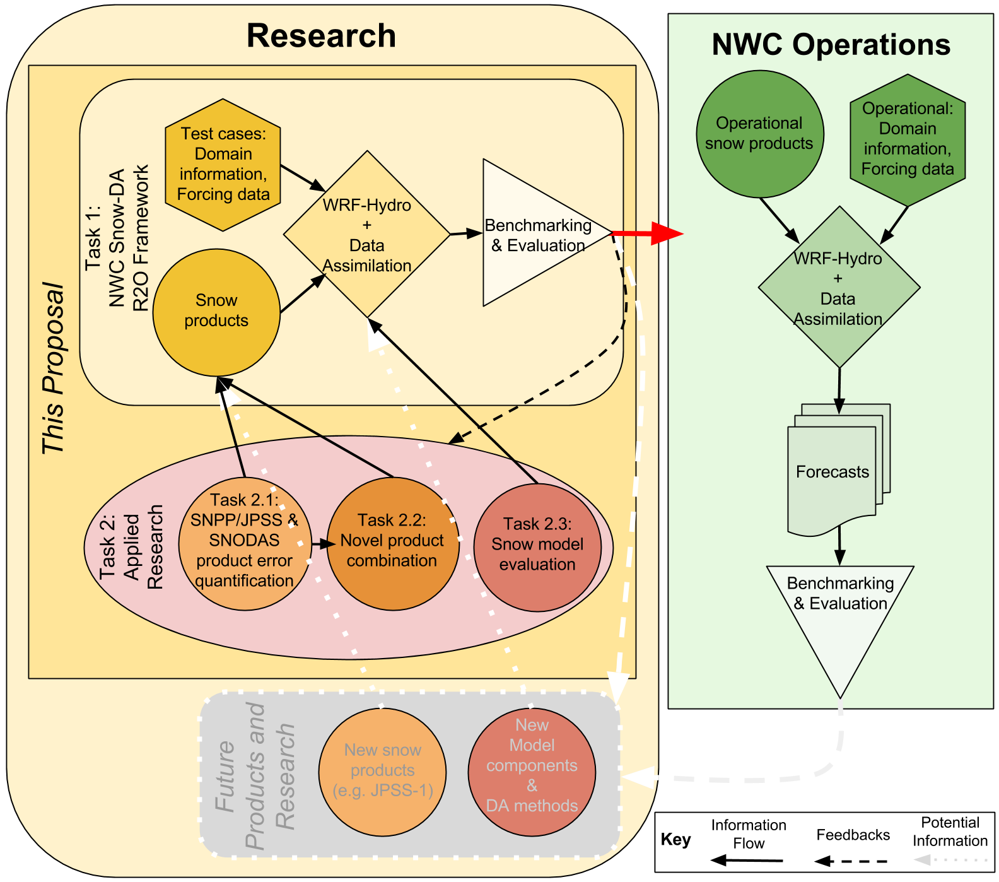 Research
This Proposal
Task 1:
NWC Snow-DA
R2O Framework
Test cases:
Domain
information,
Forcing data
Snow
products
WRF-Hydro
+
Data
Assimilation
Benchmarking
& Evaluation
Task 2:
Applied
Research
Task 2.1:
SNPP/JPSS &
SNODAS
product error
quantification
Task 2.2:
Novel product
combination
Task 2.3:
Snow model
evaluation
Future
Products and
Research
New snow
products
(e.g. JPSS-1)
New
Model
components
&
DA methods
NWC Operations
Operational
snow products
Operational:
Domain
information,
Forcing data
WRF-Hydro
+
Data
Assimilation
Forecasts
Benchmarking
& Evaluation
Key
Information
Flow
Feedbacks
Potential
Information